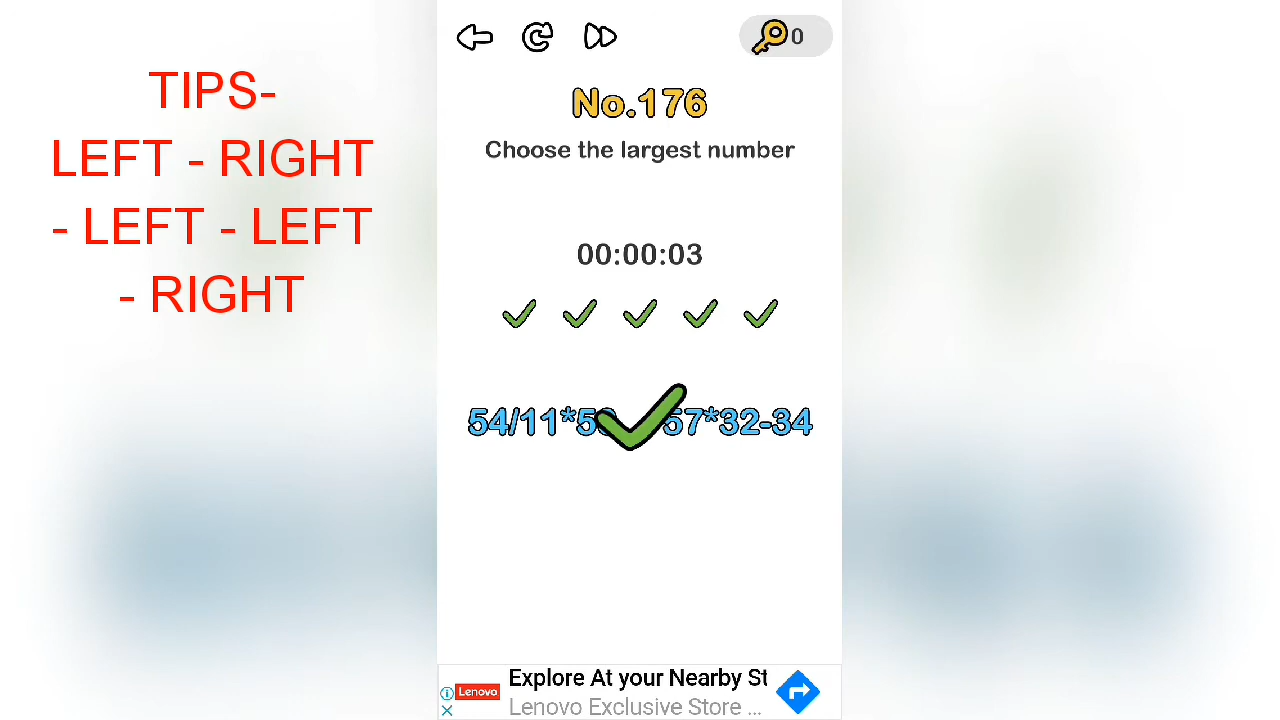 TIPS-
LEFT - RIGHT
- LEFT - LEFT
- RIGHT
0
No.176
Choose the largest number
00:00:03
54/11*5 57*32-34
Lenovo
Explore At your Nearby St
Lenovo Exclusive Store ...